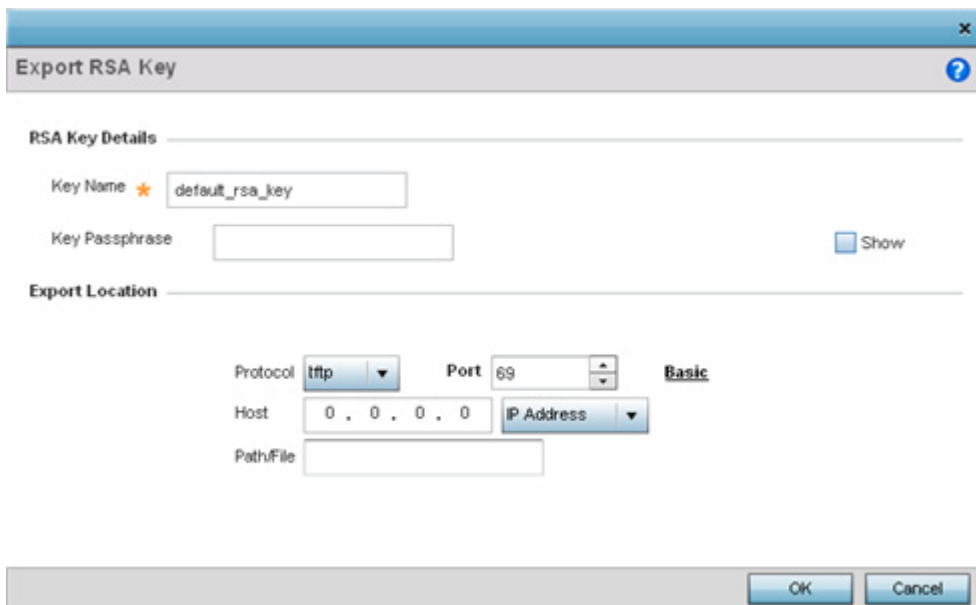 Export RSA Key
RSA Key Details
Key Name * default_rsa_key
Key Passphrase Show
Export Location
Protocol tftp Port 69 Basic
Host 0 . 0 . 0 . 0 IP Address
Path/File
OK Cancel